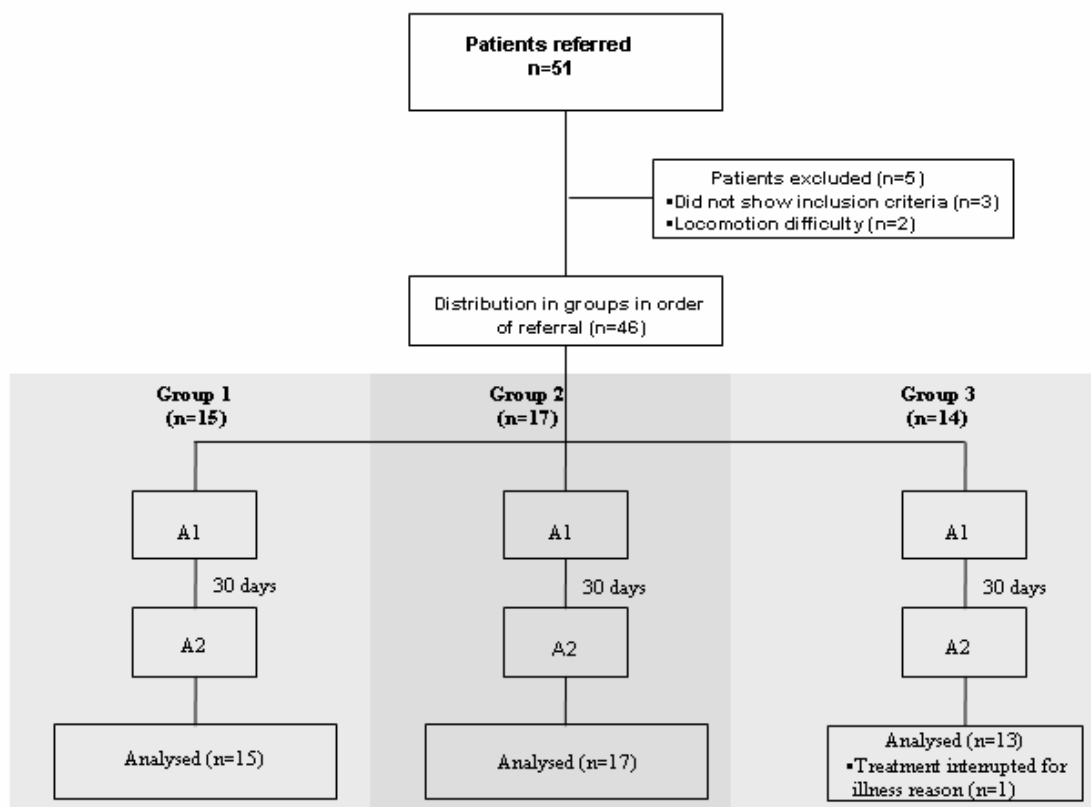 Patients referred
n=51
Patients excluded (n=5)
▪Did not show inclusion criteria (n=3)
▪Locomotion difficulty (n=2)
Distribution in groups in order
of referral (n=46)
Group 1
(n=15)
Group 2
(n=17)
Group 3
(n=14)
A1
A1
A1
30 days
30 days
30 days
A2
A2
A2
Analysed (n=15)
Analysed (n=17)
Analysed (n=13)
▪Treatment interrupted for
illness reason (n=1)